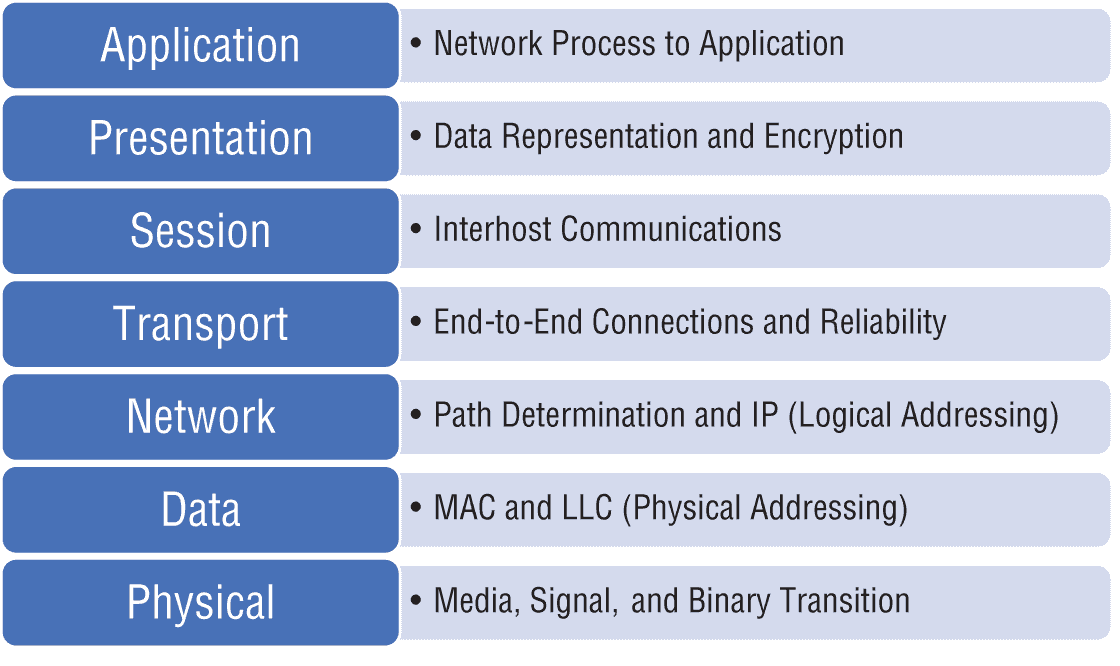 Application
• Network Process to Application
Presentation
• Data Representation and Encryption
Session
• Interhost Communications
Transport
• End-to-End Connections and Reliability
Network
• Path Determination and IP (Logical Addressing)
Data
• MAC and LLC (Physical Addressing)
Physical
• Media, Signal, and Binary Transition